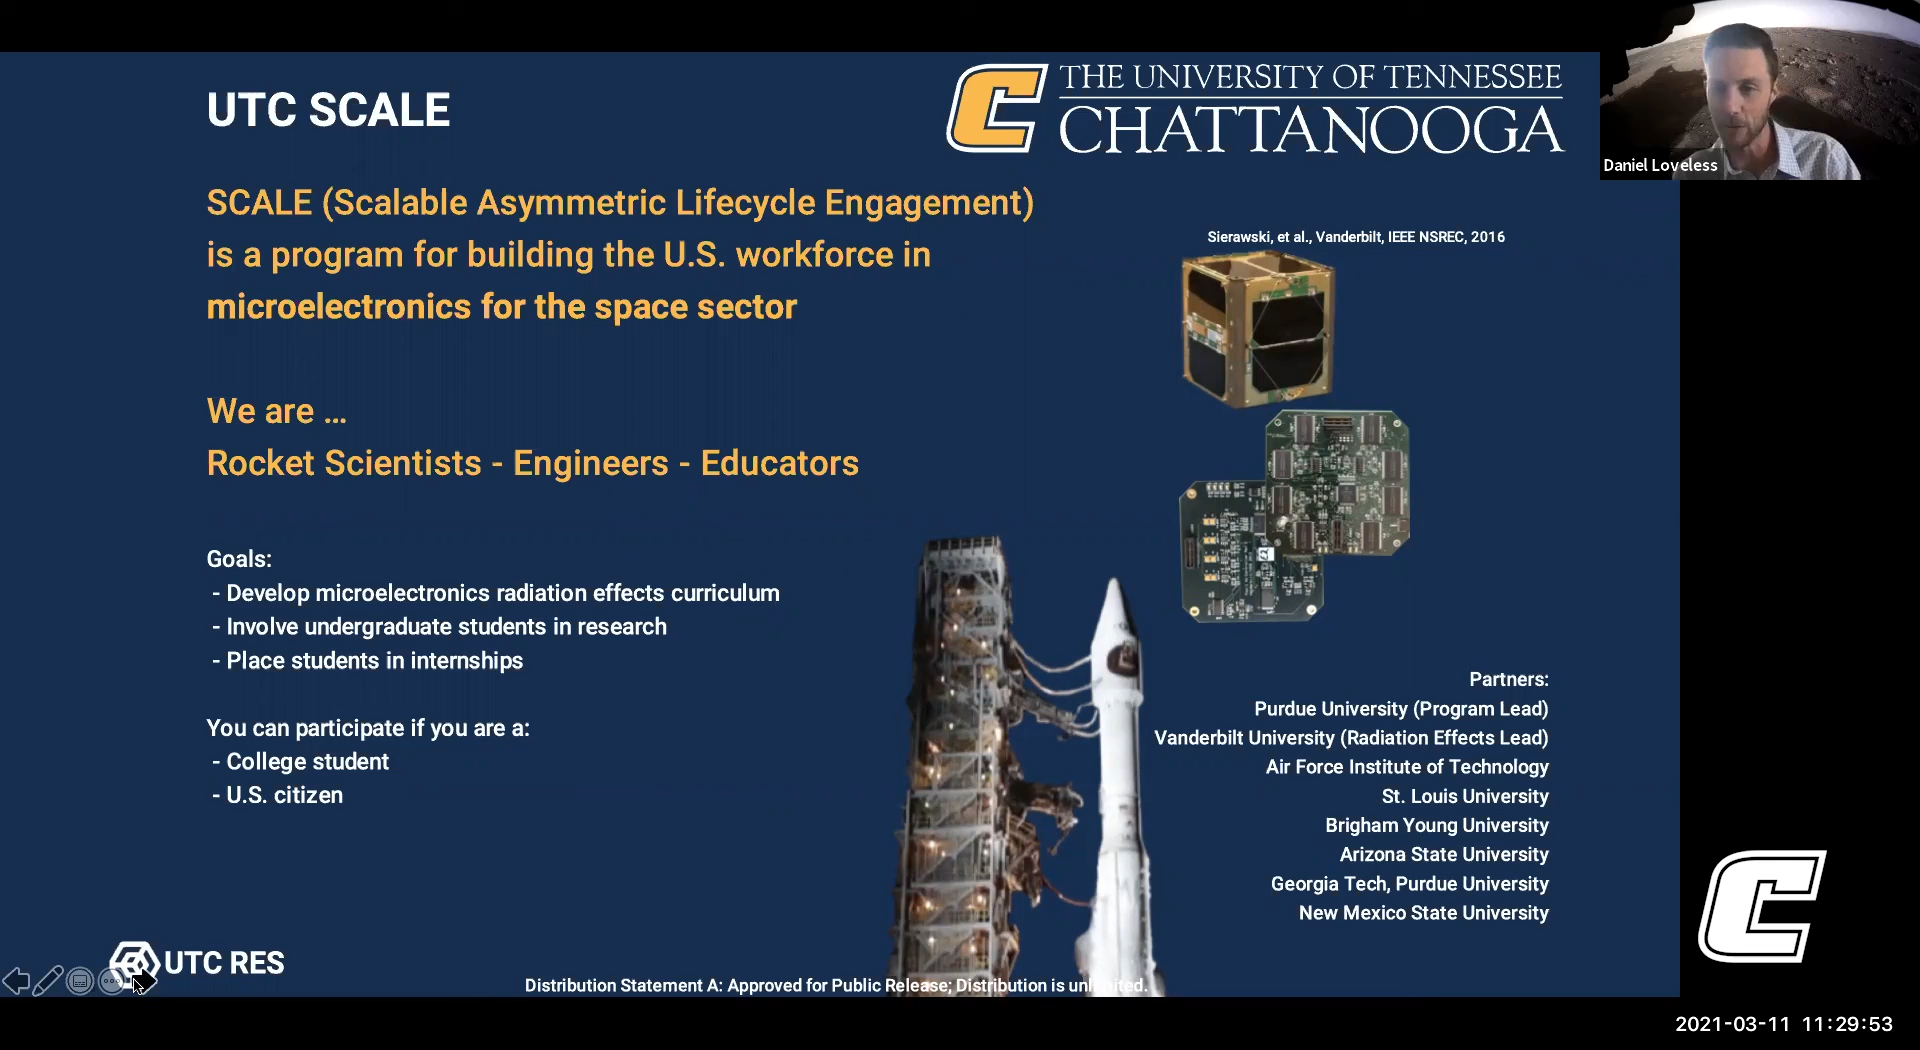 UTC SCALE
THE UNIVERSITY OF TENNESSEE
CHATTANOOGA
Daniel Loveless
SCALE (Scalable Asymmetric Lifecycle Engagement)
is a program for building the U.S. workforce in
microelectronics for the space sector
Sierawski, et al., Vanderbilt, IEEE NSREC, 2016
We are ...
Rocket Scientists - Engineers - Educators
Goals:
- Develop microelectronics radiation effects curriculum
- Involve undergraduate students in research
- Place students in internships
You can participate if you are a:
- College student
- U.S. citizen
Partners:
Purdue University (Program Lead)
Vanderbilt University (Radiation Effects Lead)
Air Force Institute of Technology
St. Louis University
Brigham Young University
Arizona State University
Georgia Tech, Purdue University
New Mexico State University
C
UTC RES
Distribution Statement A: Approved for Public Release; Distribution is unlimited.
2021-03-11 11:29:53